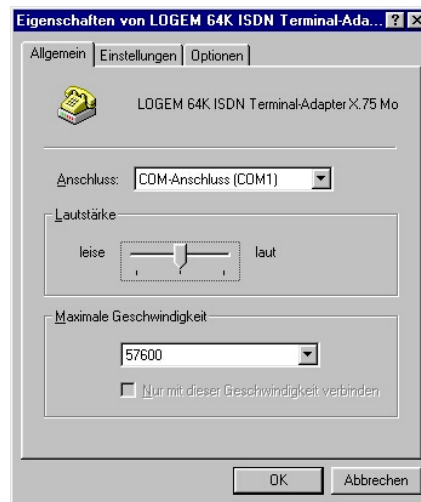 Eigenschaften von LOGEM 64K ISDN Terminal-Ada...
Allgemein Einstellungen Optionen
LOGEM 64K ISDN Terminal-Adapter X.75 Mo
Anschluss: COM-Anschluss (COM1)
Lautstärke
leise laut
Maximale Geschwindigkeit
57600
Nur mit dieser Geschwindigkeit verbinden
OK Abbrechen